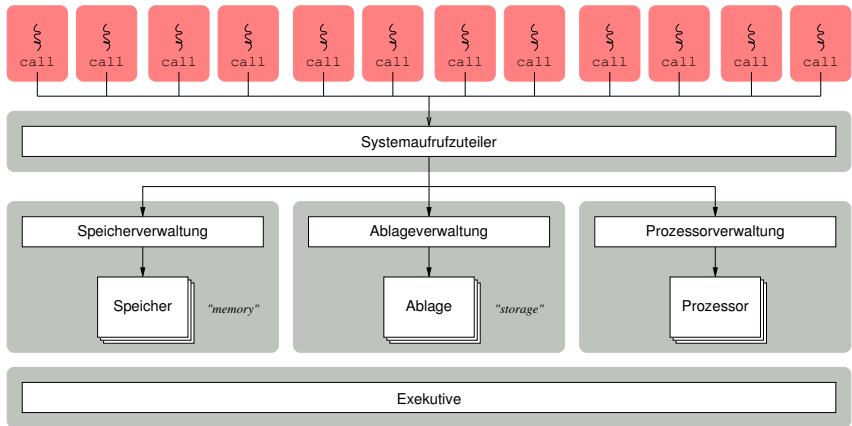 call call call call call call call call call call call call
Systemaufrufzuteiler
Speicherverwaltung Ablageverwaltung Prozessorverwaltung
Speicher "memory" Ablage "storage" Prozessor
Exekutive